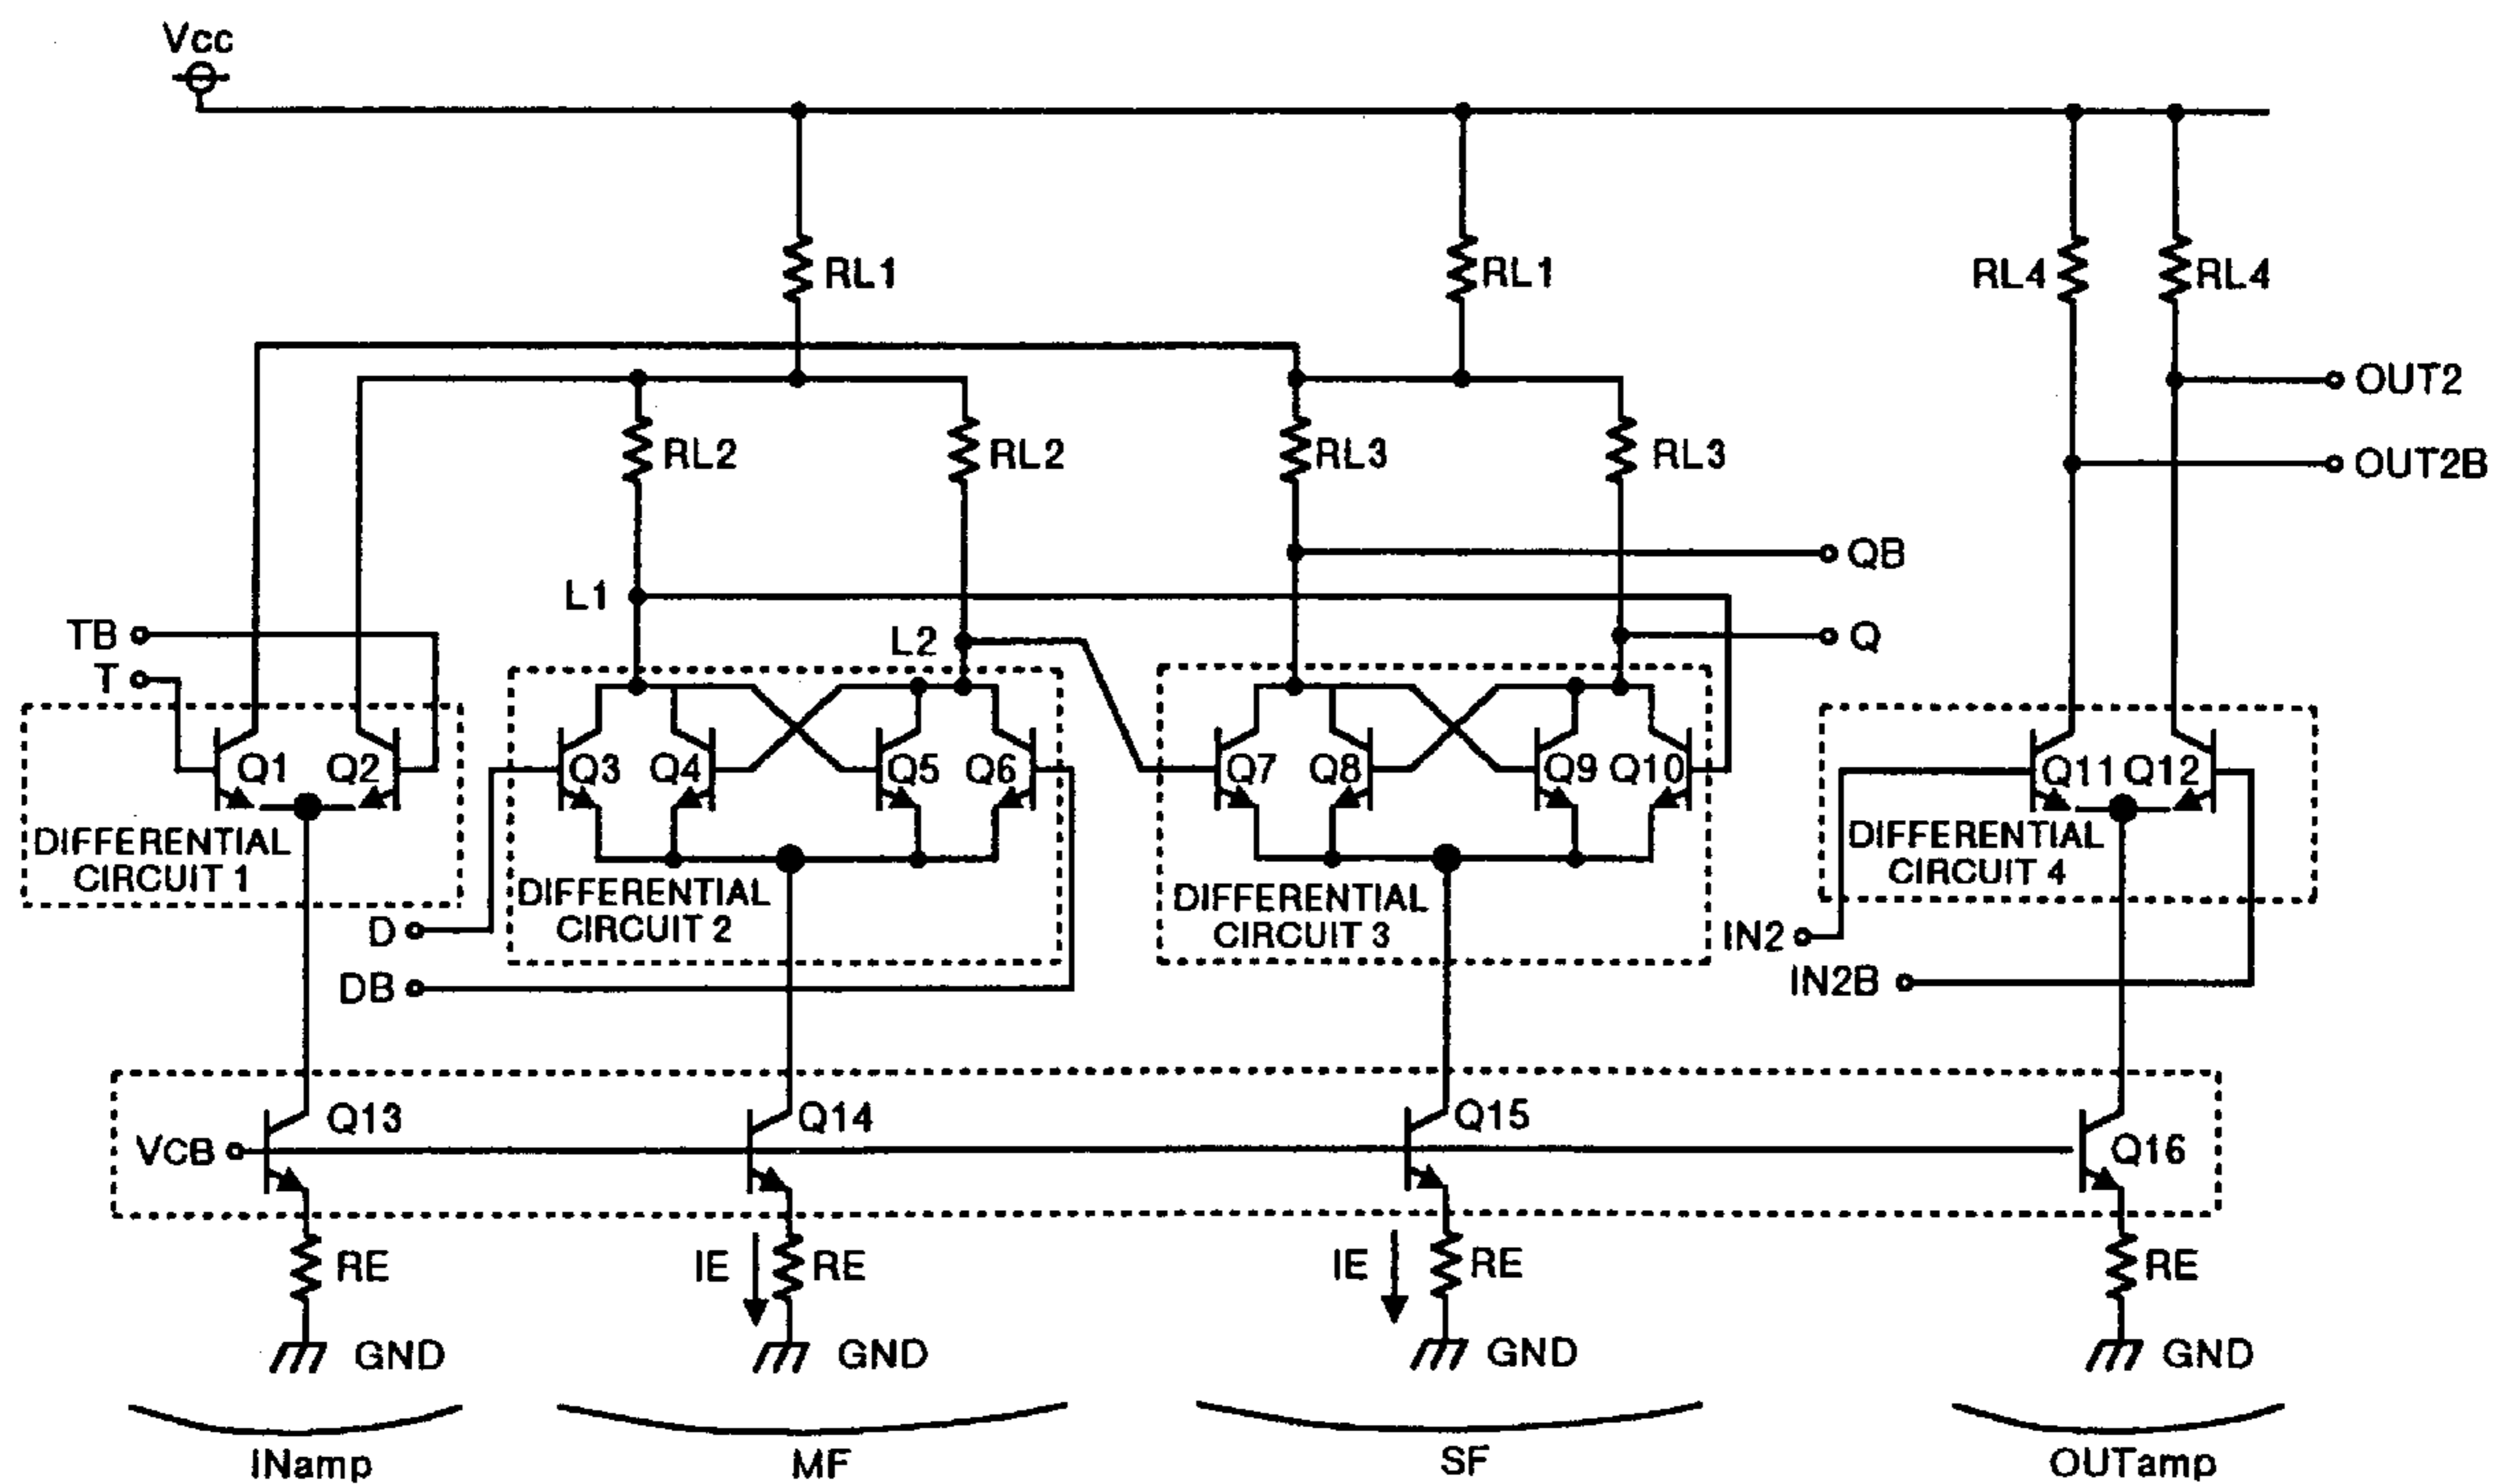 Vcc
RL1
RL1
RL4
RL4
OUT2
RL2
RL2
RL3
RL3
OUT2B
QB
L1
TB
L2
Q
T
Q1
Q2
Q3
Q4
Q5
Q6
Q7
Q8
Q9
Q10
Q11
Q12
DIFFERENTIAL
CIRCUIT 1
DIFFERENTIAL
CIRCUIT 2
DIFFERENTIAL
CIRCUIT 3
DIFFERENTIAL
CIRCUIT 4
D
IN2
DB
IN2B
Q13
Q14
Q15
VCB
Q16
RE
IE
RE
IE
RE
RE
GND
GND
GND
GND
INamp
MF
SF
OUTamp